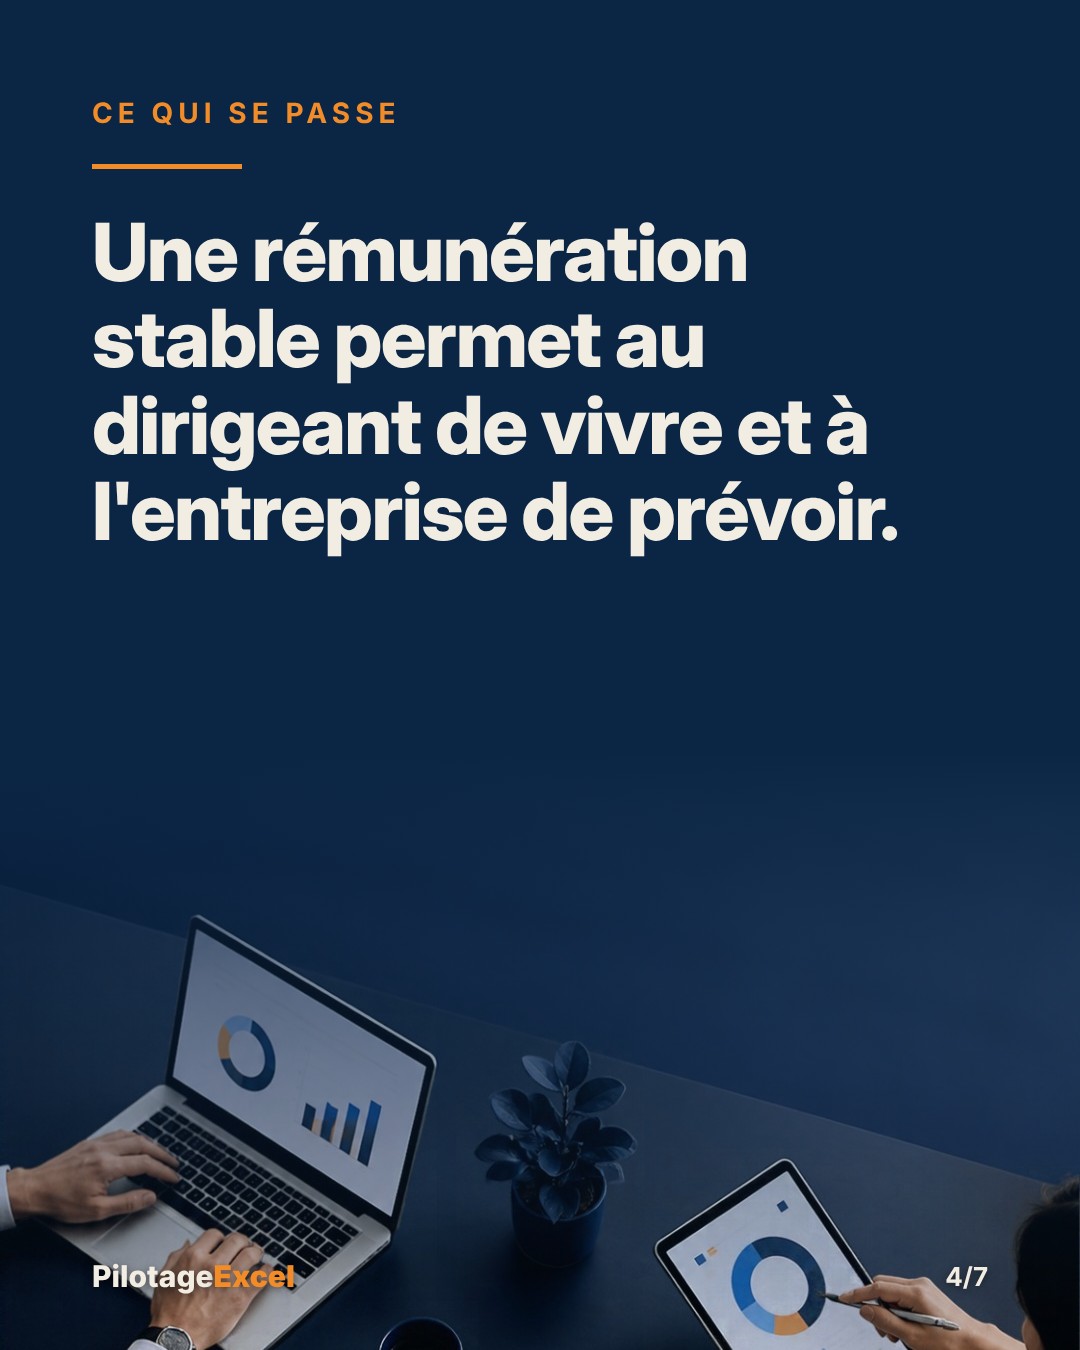 CE QUI SE PASSE
Une rémunération
stable permet au
dirigeant de vivre et à
l'entreprise de prévoir.
PilotageExcel
4/7